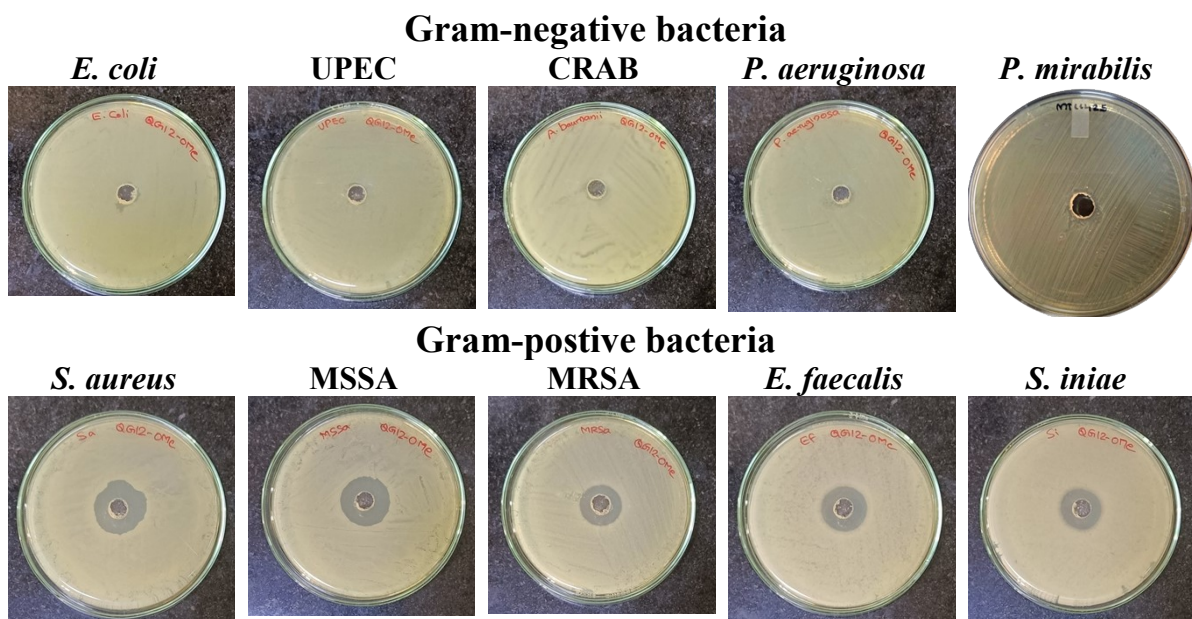 Gram-negative bacteria
E. coli UPEC CRAB P. aeruginosa P. mirabilis
E. Coli QG12-OMe
UPEC QG12-OMe
A. baumanii QG12-OMe
P. aeruginosa QG12-OMe
Gram-postive bacteria
S. aureus MSSA MRSA E. faecalis S. iniae
Sa QG12-OMe
MSSa QG12-OMe
MRSa QG12-OMe
EF QG12-OMe
Si QG12-OMe